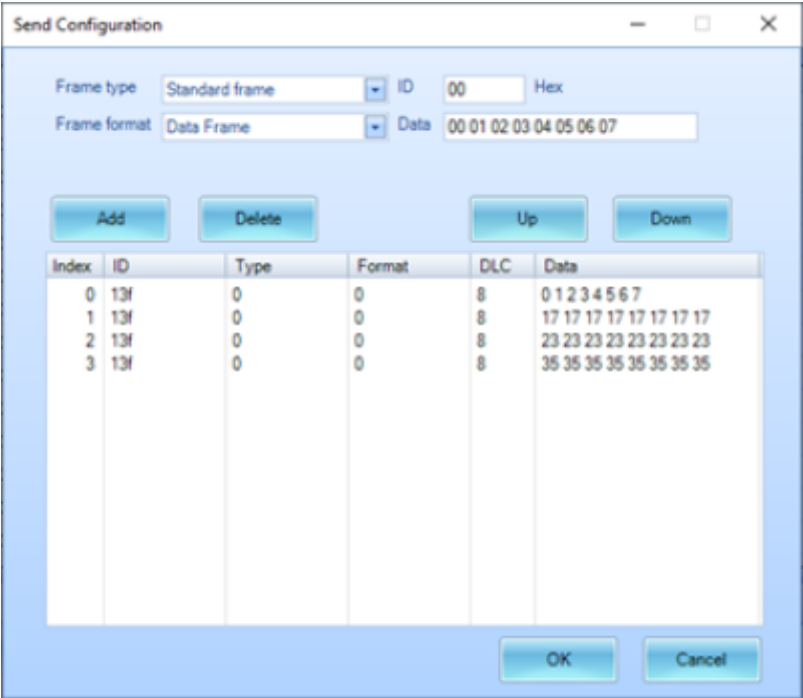 Send Configuration
Frame type Standard frame ID 00 Hex
Frame format Data Frame Data 00 01 02 03 04 05 06 07
Add Delete Up Down
Index ID Type Format DLC Data
0 13f 0 0 8 0 1 2 3 4 5 6 7
1 13f 0 0 8 17 17 17 17 17 17 17 17
2 13f 0 0 8 23 23 23 23 23 23 23 23
3 13f 0 0 8 35 35 35 35 35 35 35 35
OK Cancel